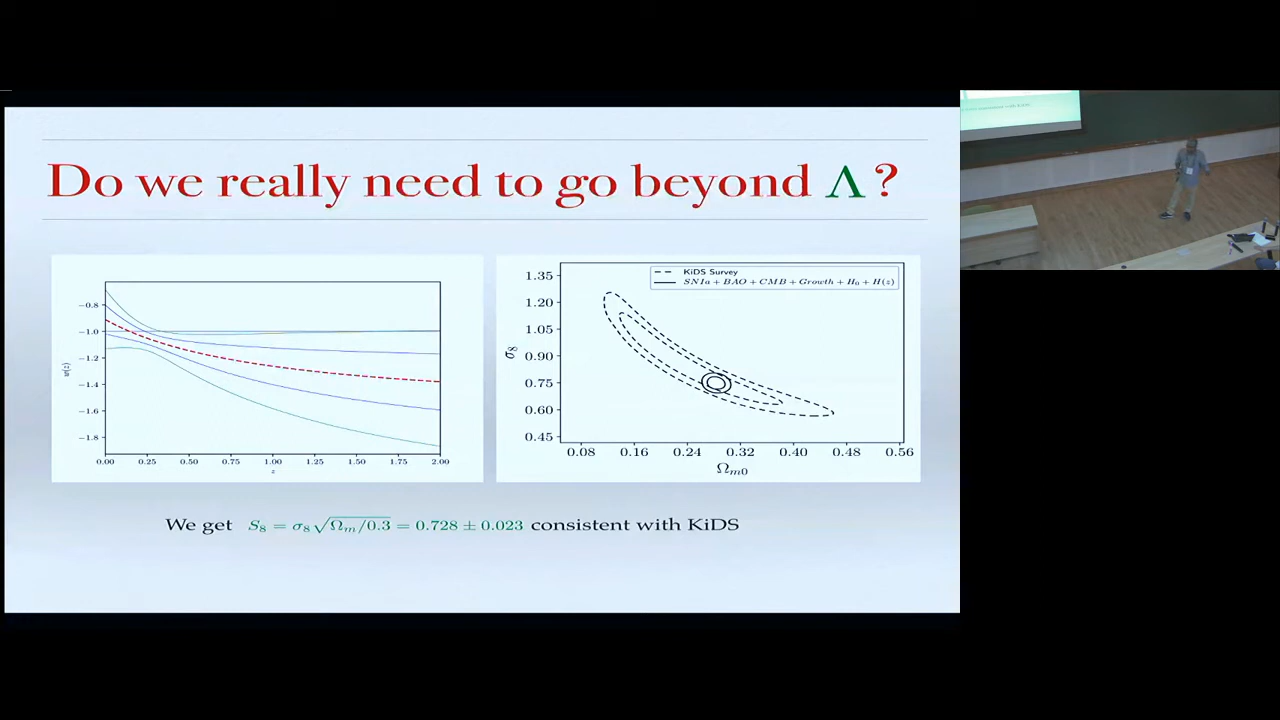 Do we really need to go beyond Λ?
−0.8
−1.0
−1.2
−1.4
−1.6
−1.8
w(z)
0.00 0.25 0.50 0.75 1.00 1.25 1.50 1.75 2.00
z
KiDS Survey
SNIa + BAO + CMB + Growth + H₀ + H(z)
1.35
1.20
1.05
0.90
0.75
0.60
0.45
σ₈
0.08 0.16 0.24 0.32 0.40 0.48 0.56
Ωₘ₀
We get S₈ = σ₈√(Ωₘ/0.3) = 0.728 ± 0.023 consistent with KiDS